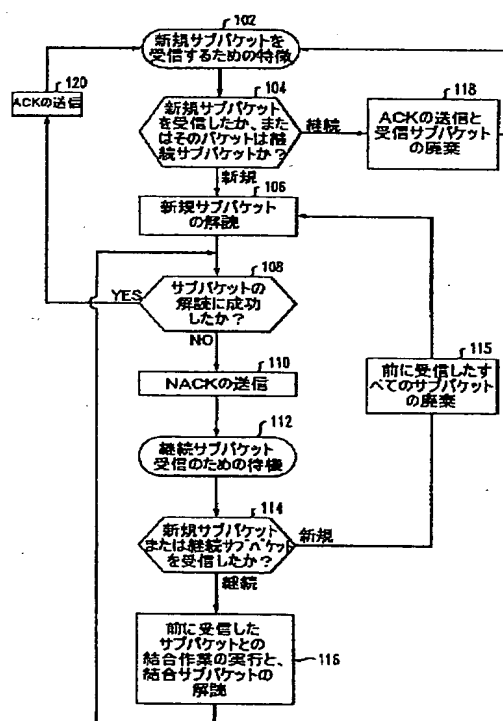 102
新規サブパケットを
受信するための特徴
120
ACKの送信
104
新規サブパケット
を受信したか、また
はそのパケットは継
続サブパケットか?
継続
118
ACKの送信と
受信サブパケット
の廃棄
新規
106
新規サブパケット
の解読
108
YES
サブパケットの
解読に成功
したか?
NO
110
NACKの送信
115
前に受信したす
べてのサブパケット
の廃棄
112
継続サブパケット
受信のための待機
114
新規サブパケット
または継続サブパケット
を受信したか?
新規
継続
前に受信した
サブパケットとの
結合作業の実行と、
結合サブパケットの
解読
116